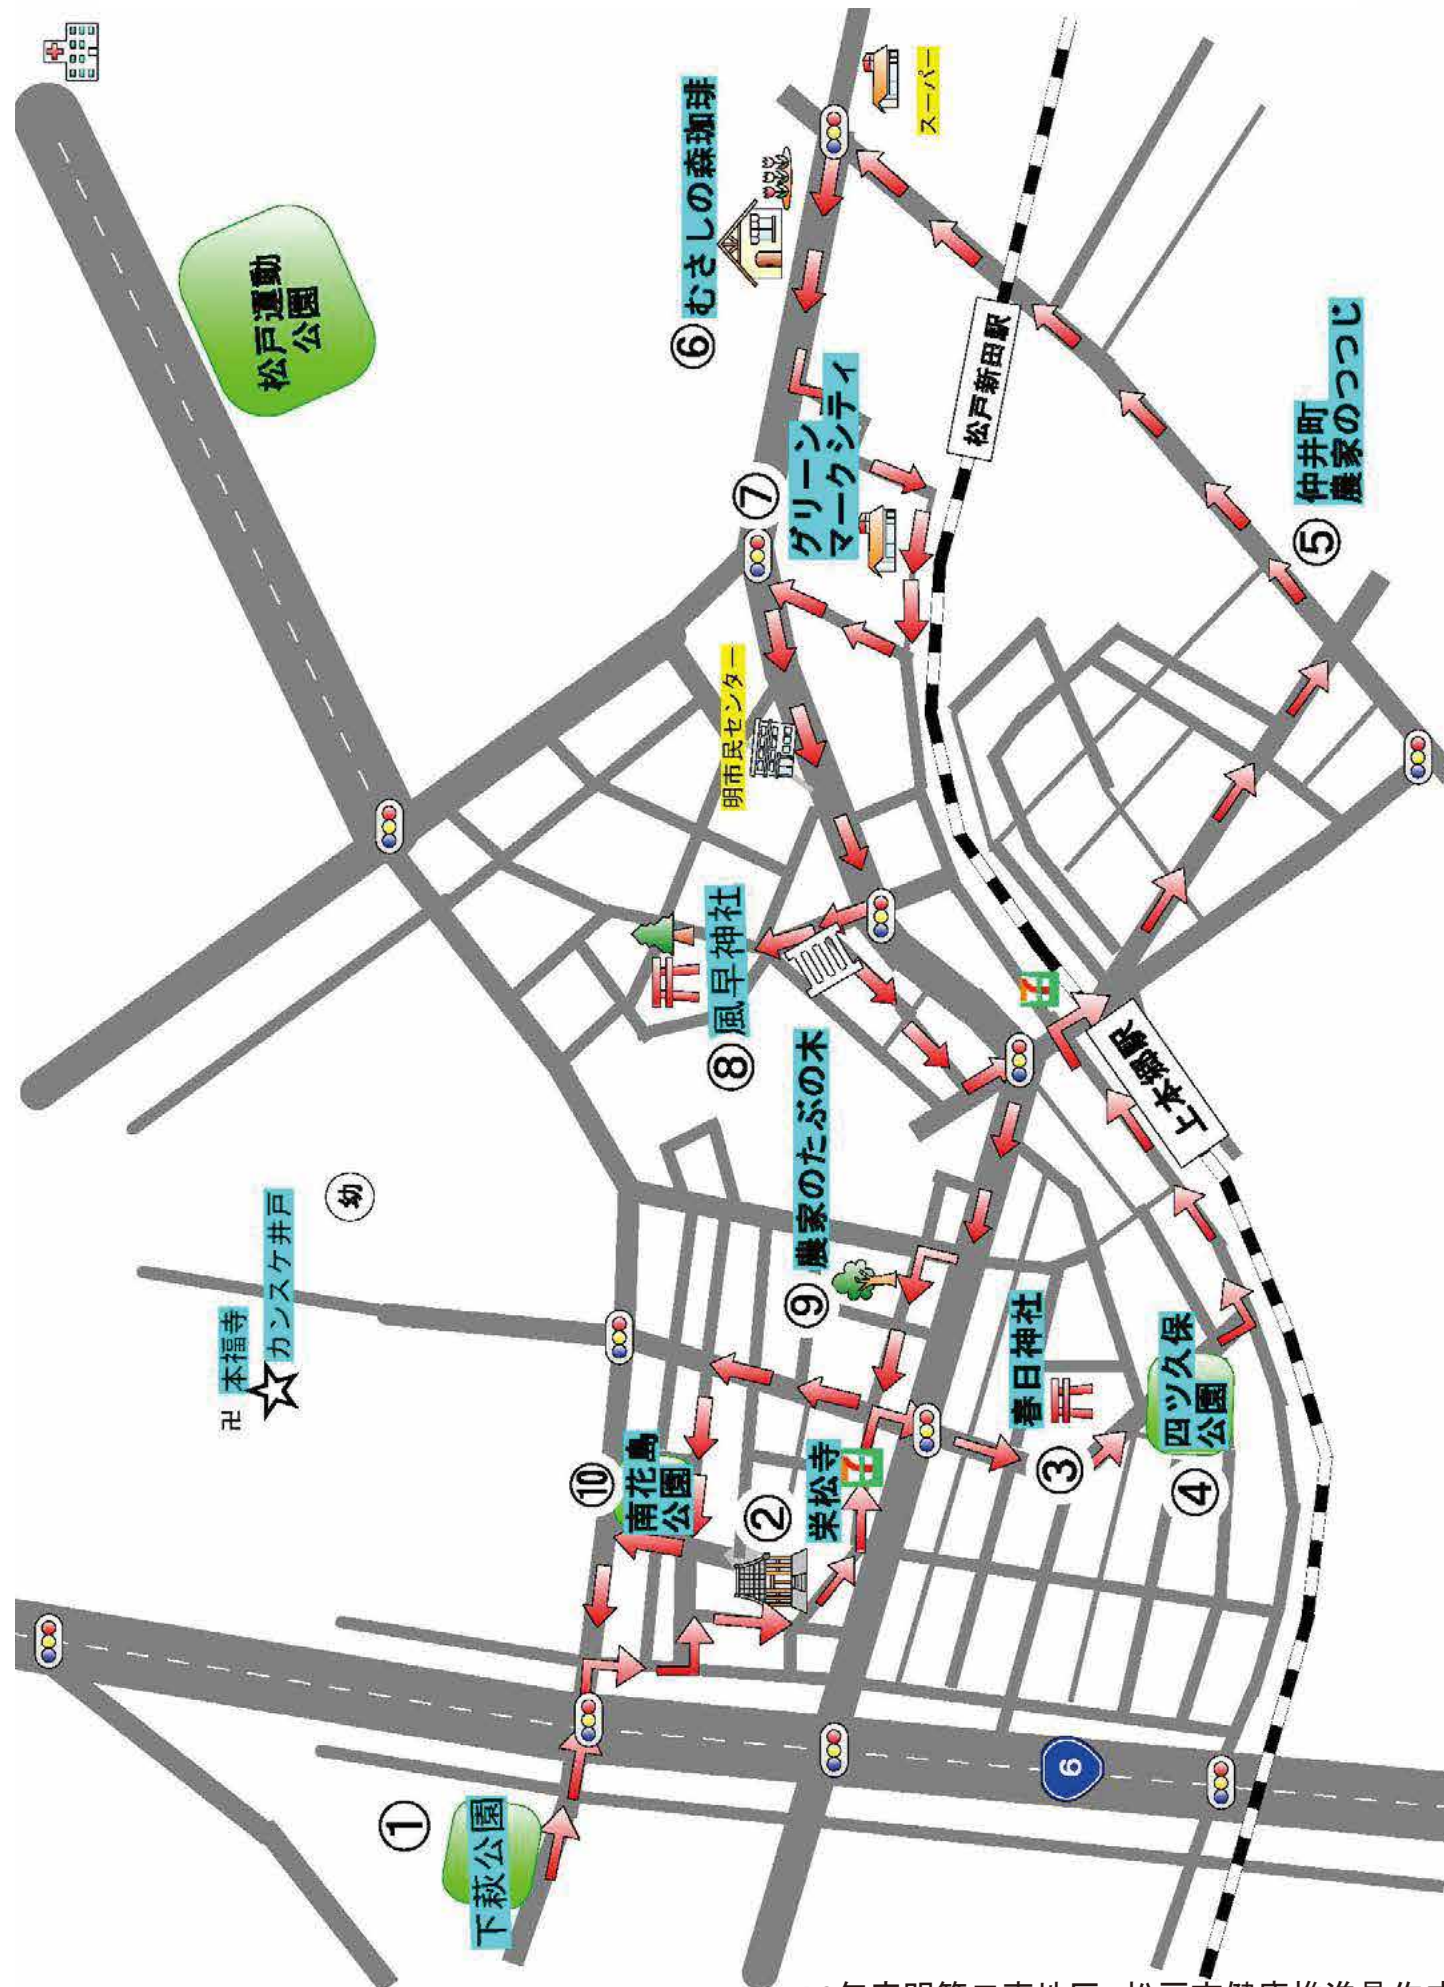 松戸運動
公園
⑥
むさしの森珈琲
スーパー
松戸新田駅
⑦
グリーン
マークシティ
⑤
仲井町
農家のつつじ
明市民センター
⑧
風早神社
7
上本郷駅
⑨
農家のたぶの木
幼
カンスケ井戸
本福寺
卍
⑩
南花島
公園
②
栄松寺
7
③
春日神社
④
四ツ久保
公園
①
下萩公園
6